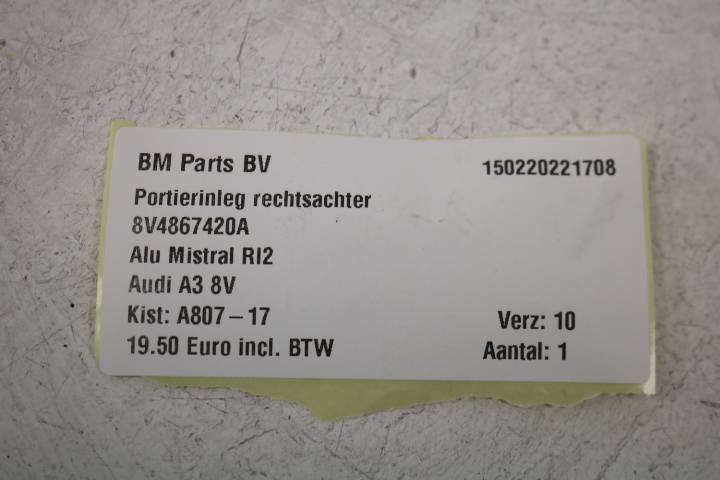 BM Parts BV 150220221708
Portierinleg rechtsachter
8V4867420A
Alu Mistral RI2
Audi A3 8V
Kist: A807-17 Verz: 10
19.50 Euro incl. BTW Aantal: 1